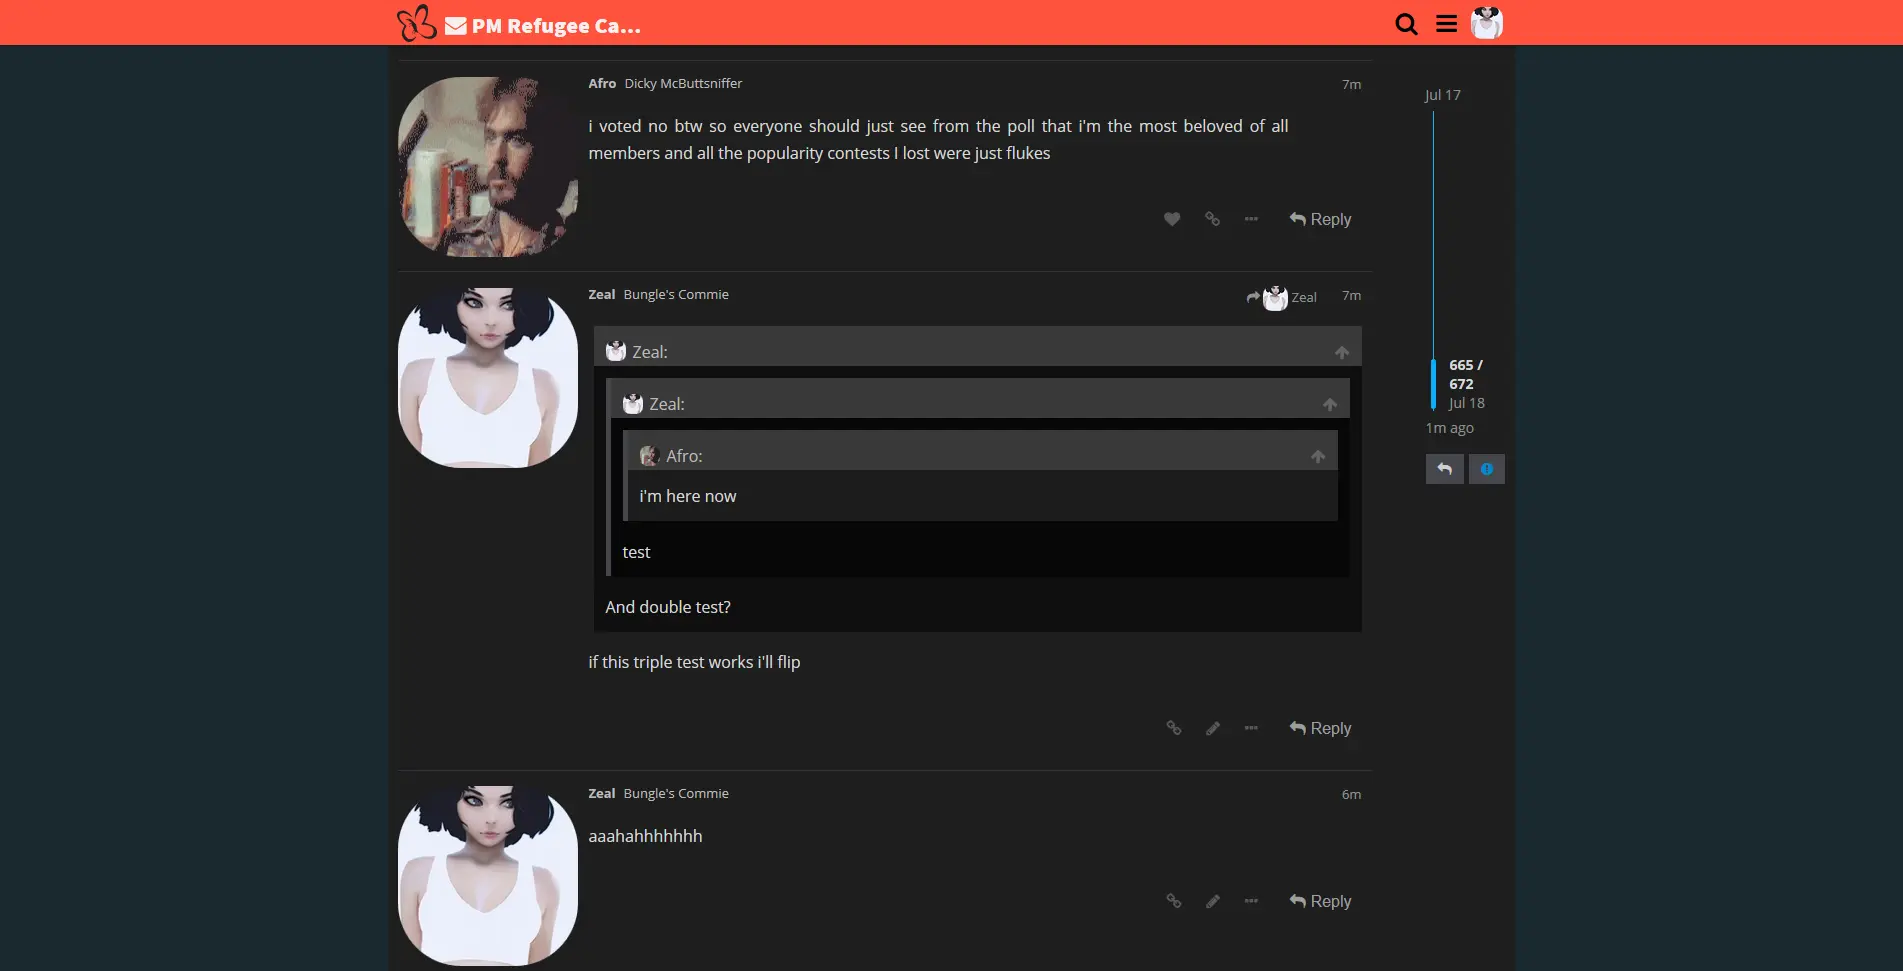 PM Refugee Ca...
Afro Dicky McButtsniffer 7m
Jul 17
i voted no btw so everyone should just see from the poll that i'm the most beloved of all
members and all the popularity contests I lost were just flukes
Reply
Zeal Bungle's Commie Zeal 7m
Zeal:
665 /
672
Jul 18
1m ago
Zeal:
Afro:
i'm here now
test
And double test?
if this triple test works i'll flip
Reply
Zeal Bungle's Commie 6m
aaahahhhhhhh
Reply